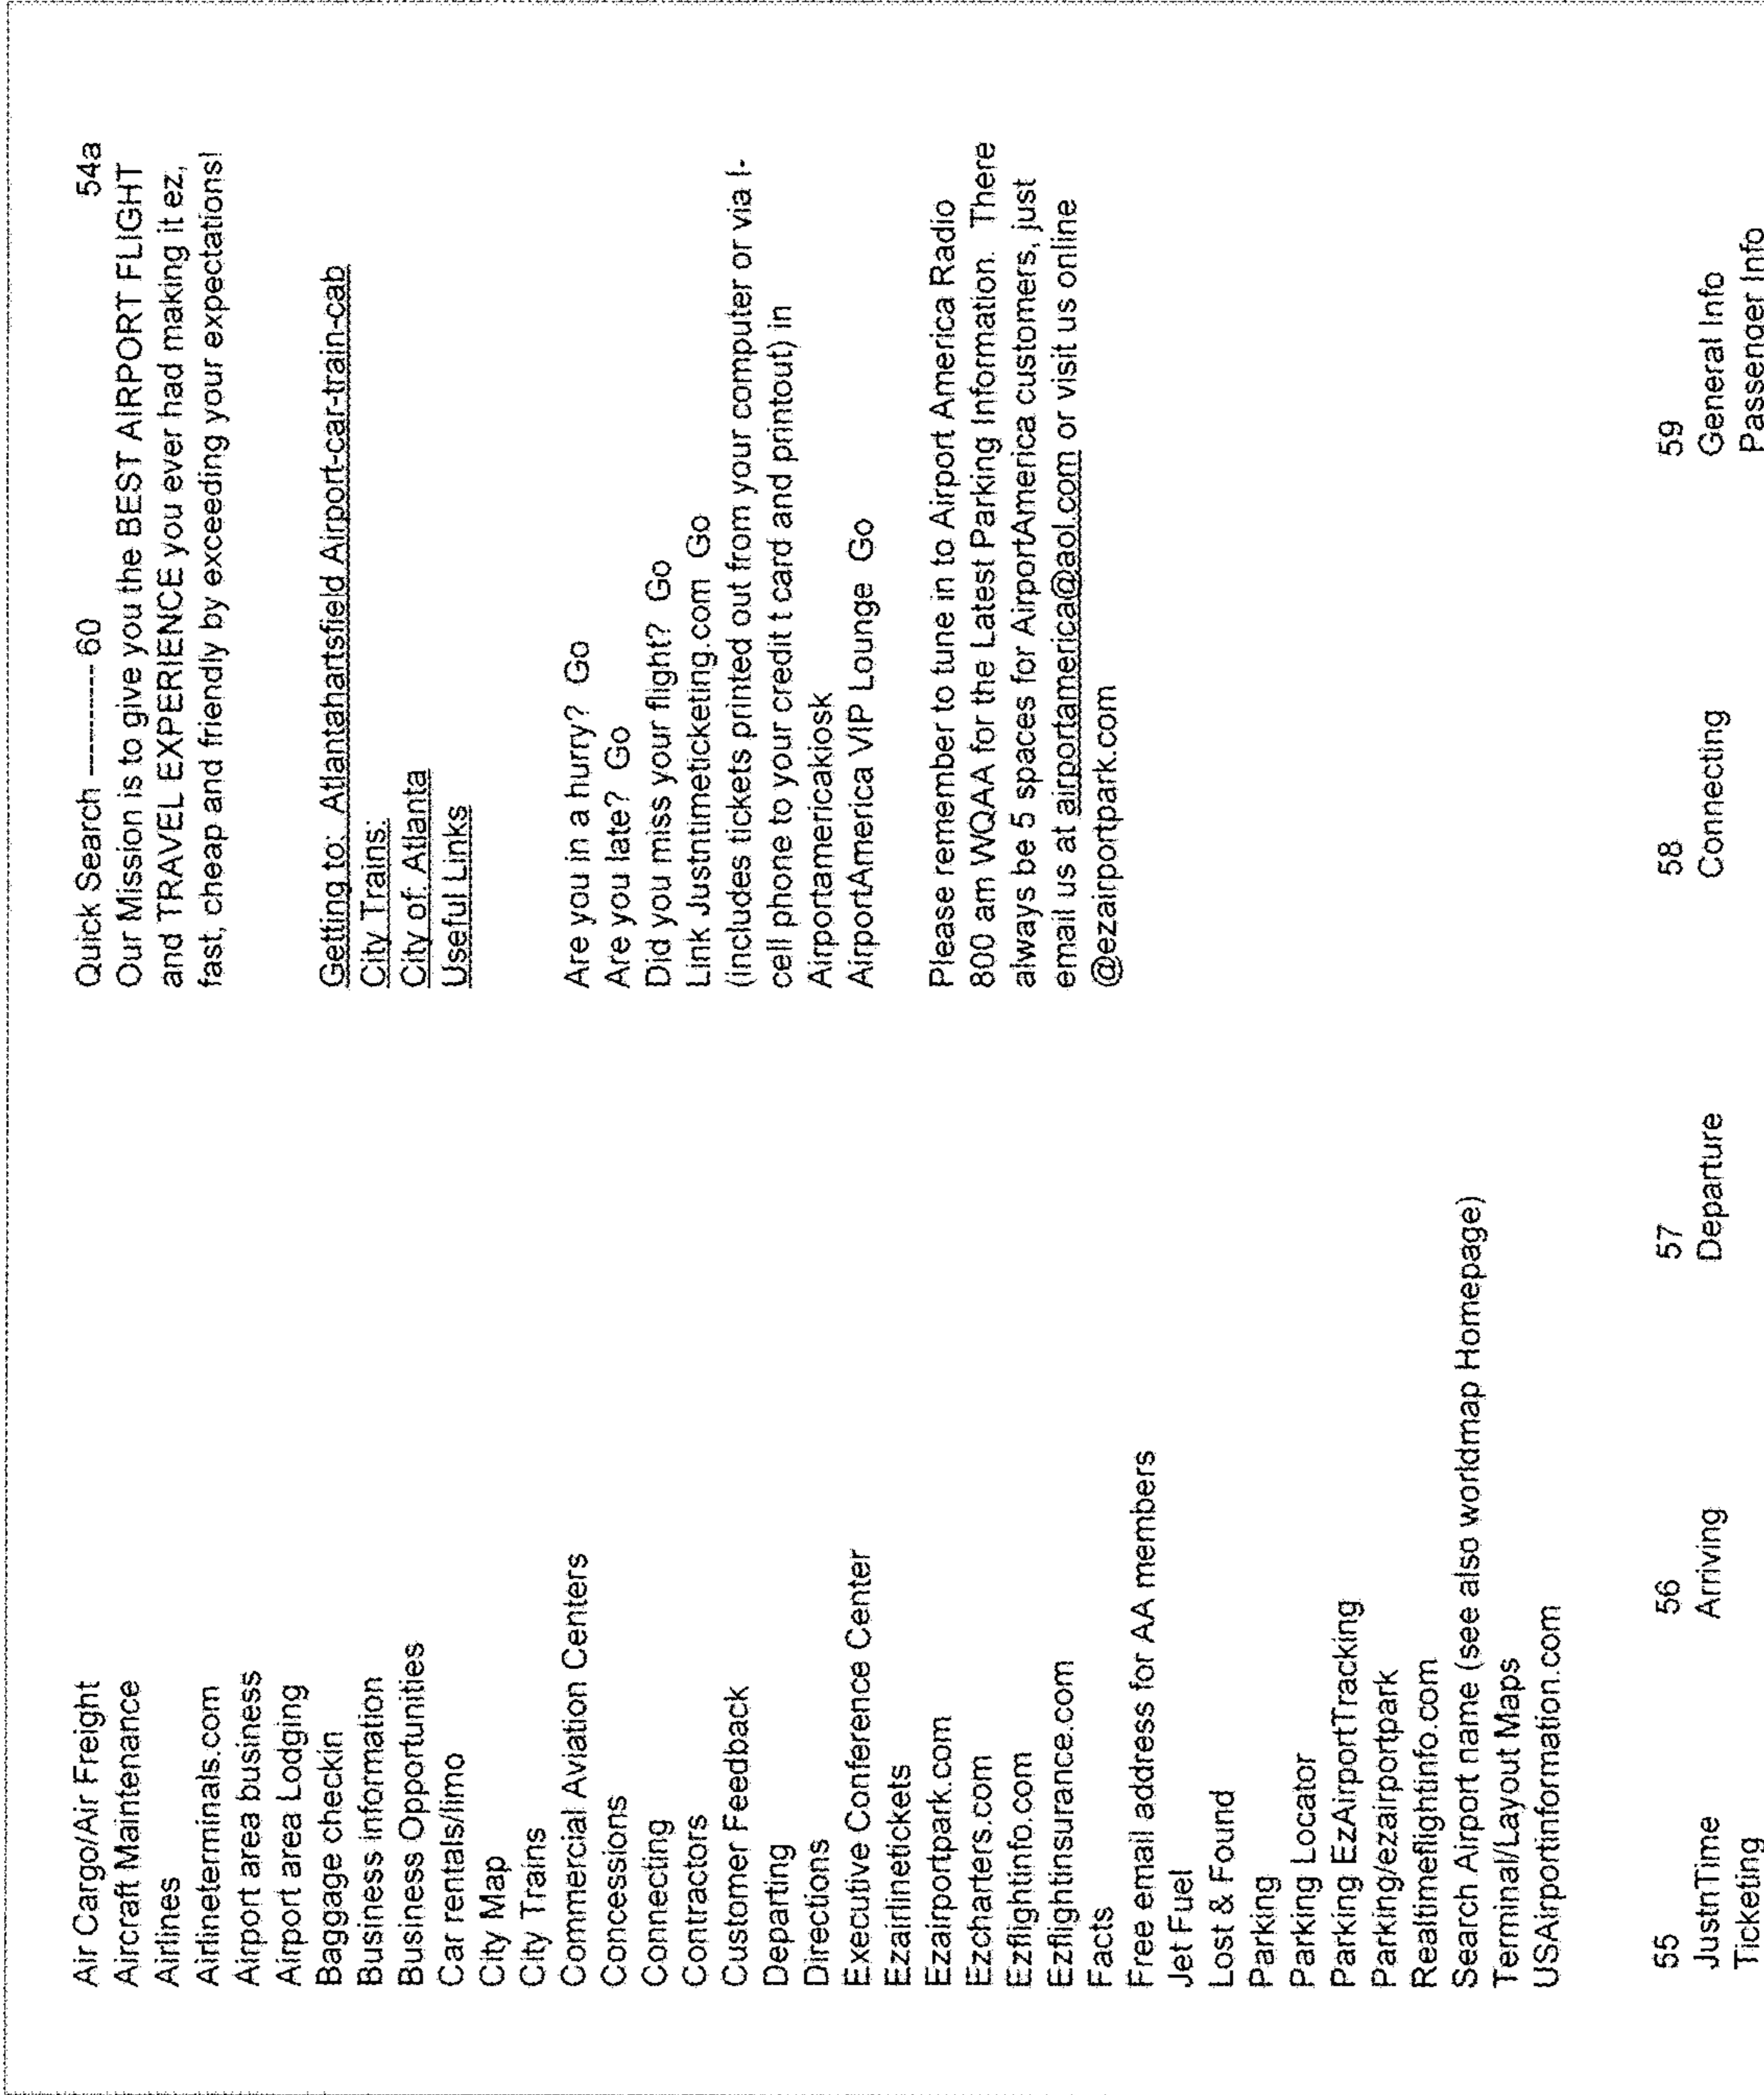 Air Cargo/Air Freight
Aircraft Maintenance
Airlines
Airlineterminals.com
Airport area business
Airport area Lodging
Baggage checkin
Business information
Business Opportunities
Car rentals/limo
City Map
City Trains
Commercial Aviation Centers
Concessions
Connecting
Contractors
Customer Feedback
Departing
Directions
Executive Conference Center
Ezairlinetickets
Ezairportpark.com
Ezcharters.com
Ezflightinfo.com
Ezflightinsurance.com
Facts
Free email address for AA members
Jet Fuel
Lost & Found
Parking
Parking Locator
Parking EzAirportTracking
Parking/ezairportpark
Realtimeflightinfo.com
Search Airport name (see also worldmap Homepage)
Terminal/Layout Maps
USAirportinformation.com
Quick Search ----------- 60 54a
Our Mission is to give you the BEST AIRPORT FLIGHT
and TRAVEL EXPERIENCE you ever had making it ez,
fast, cheap and friendly by exceeding your expectations!
Getting to: Atlantahartsfield Airport-car-train-cab
City Trains:
City of: Atlanta
Useful Links
Are you in a hurry? Go
Are you late? Go
Did you miss your flight? Go
Link Justntimeticketing.com Go
(includes tickets printed out from your computer or via I-
cell phone to your credit t card and printout) in
Airportamericakiosk
AirportAmerica VIP Lounge Go
Please remember to tune in to Airport America Radio
800 am WQAA for the Latest Parking Information. There
always be 5 spaces for AirportAmerica customers, just
email us at airportamerica@aol.com or visit us online
@ezairportpark.com
55 56 57 58 59
JustnTime Arriving Departure Connecting General Info
Ticketing Passenger Info